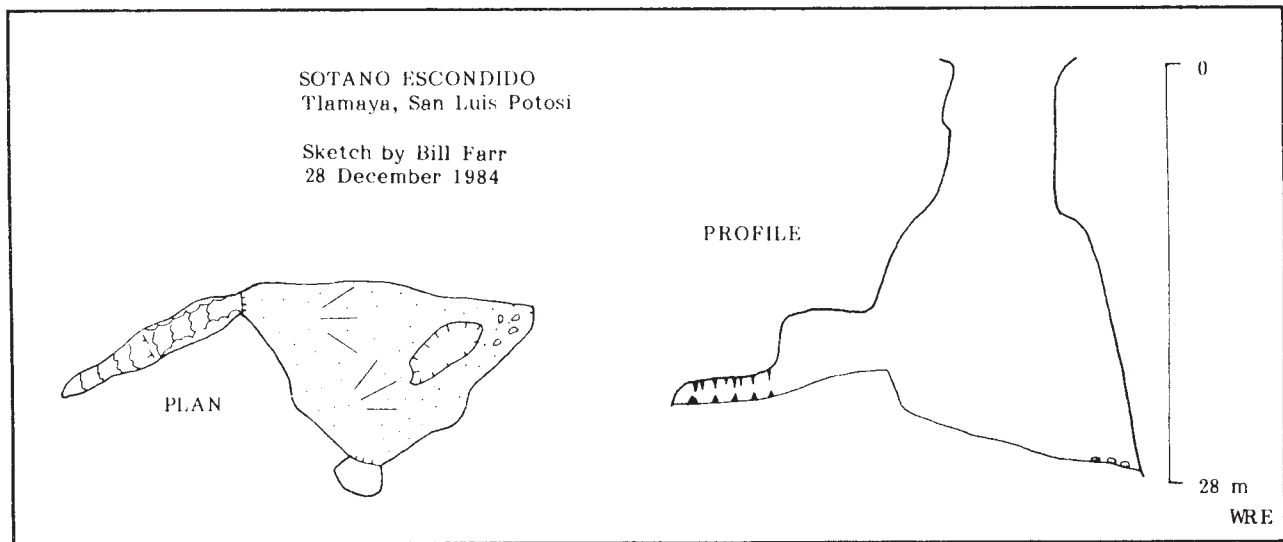 SOTANO ESCONDIDO
Tlamaya, San Luis Potosi
Sketch by Bill Farr
28 December 1984
PROFILE
PLAN
0
28 m
WRE